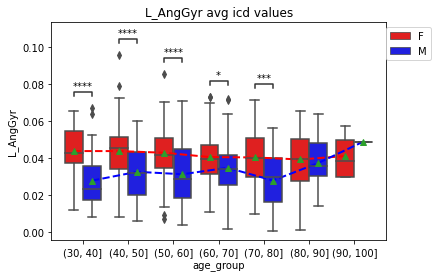 L_AngGyr avg icd values
F
M
****
****
****
*
***
L_AngGyr
0.10
0.08
0.06
0.04
0.02
0.00
(30, 40] (40, 50] (50, 60] (60, 70] (70, 80] (80, 90] (90, 100]
age_group